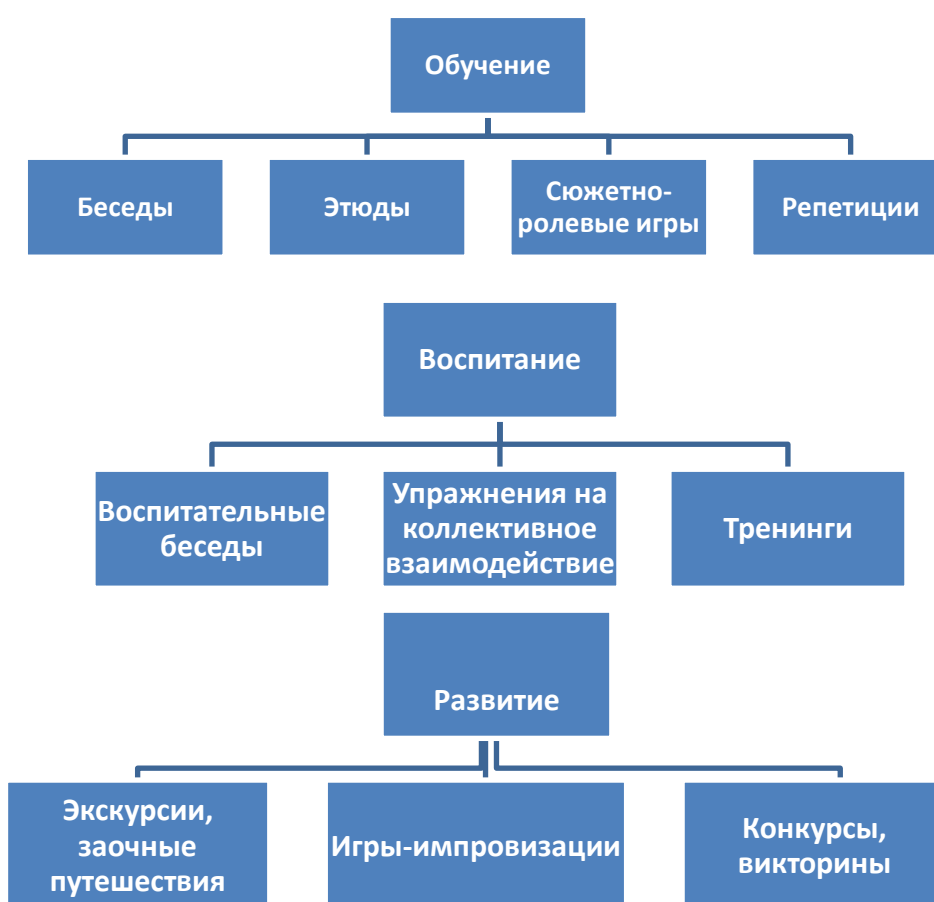 Обучение
Беседы
Этюды
Сюжетно-
ролевые игры
Репетиции
Воспитание
Воспитательные
беседы
Упражнения на
коллективное
взаимодействие
Тренинги
Развитие
Экскурсии,
заочные
путешествия
Игры-импровизации
Конкурсы,
викторины